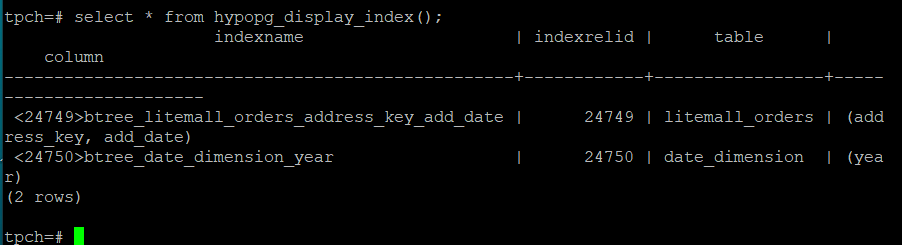 tpch=# select * from hypopg_display_index();
                     indexname                     | indexrelid |      table      |
    column
---------------------------------------------------+------------+-----------------+-----
--------------------
 <24749>btree_litemall_orders_address_key_add_date |      24749 | litemall_orders | (add
ress_key, add_date)
 <24750>btree_date_dimension_year                  |      24750 | date_dimension  | (yea
r)
(2 rows)
tpch=#